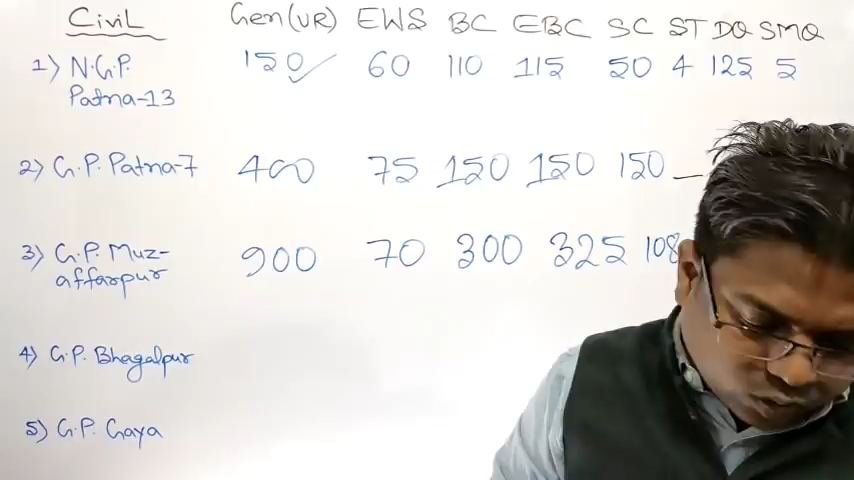 Civil Gen(UR) EWS BC EBC SC ST DQ SMQ
1) N.G.P. 150 60 110 115 50 4 125 5
Patna-13
2) G.P. Patna-7 400 75 150 150 150 —
3) G.P. Muz- 900 70 300 325 108
affarpur
4) G.P. Bhagalpur
5) G.P. Gaya